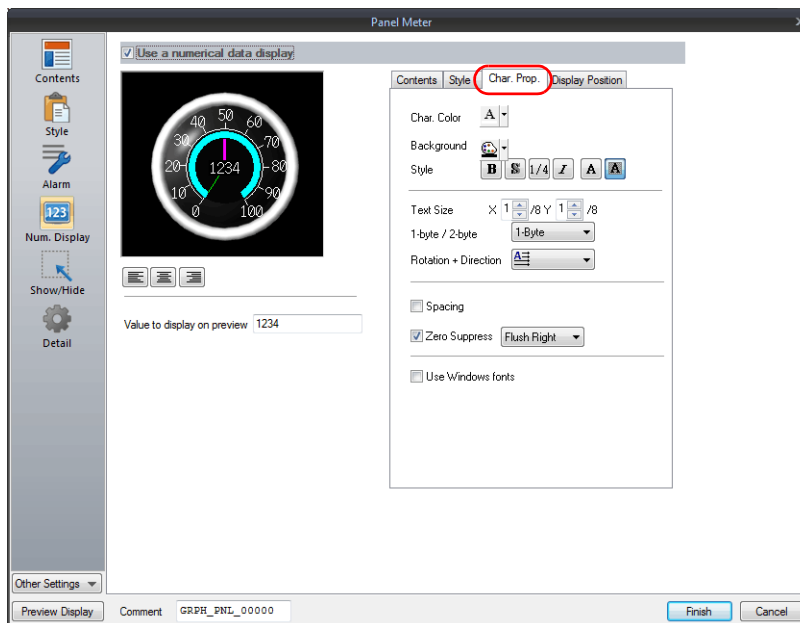 Panel Meter
Contents
Style
Alarm
123
Num. Display
Show/Hide
Detail
Other Settings
Use a numerical data display
0 10 20 30 40 50 60 70 80 90 100
1234
Value to display on preview 1234
Contents Style Char. Prop. Display Position
Char. Color A
Background
Style B S 1/4 I A A
Text Size X 1 /8 Y 1 /8
1-byte / 2-byte 1-Byte
Rotation + Direction A
Spacing
Zero Suppress Flush Right
Use Windows fonts
Preview Display Comment GRPH_PNL_00000 Finish Cancel